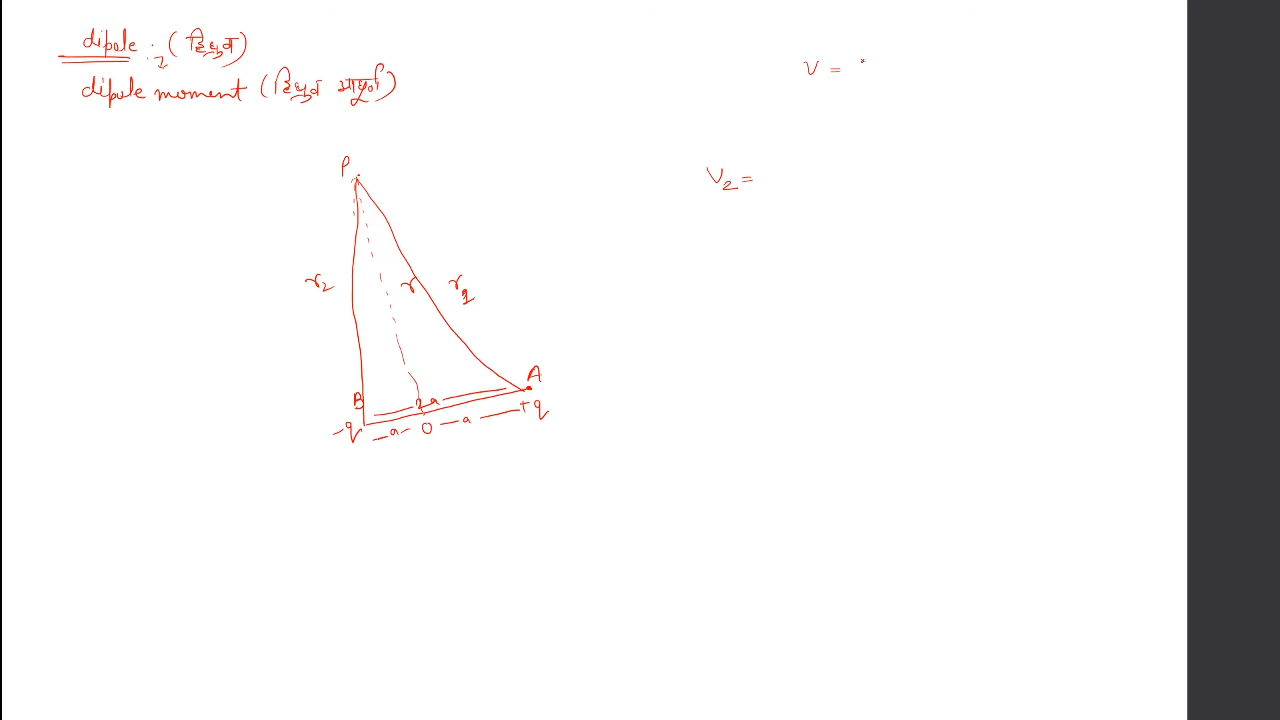 dipole :- (द्विध्रुव)
dipole moment (द्विध्रुव आघूर्ण)
V =
P
V2 =
r2
r
r1
A
B
2a
+q
-q
a
O
a